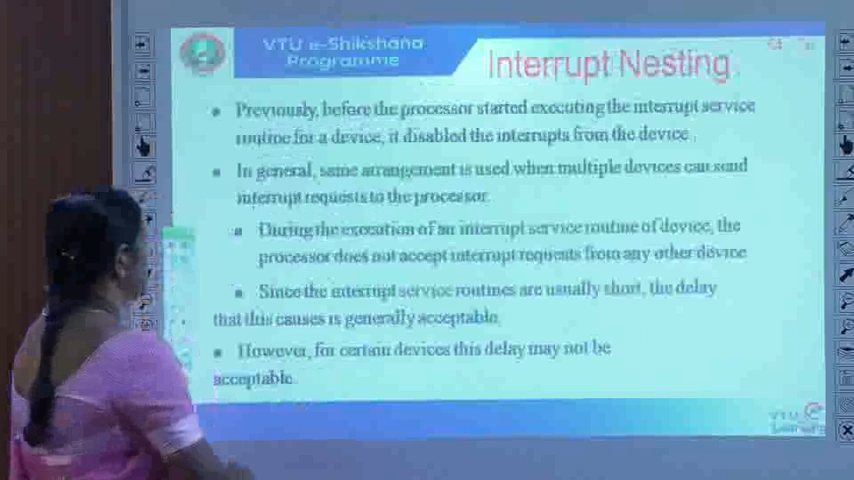 VTU e-Shikshana
Programme
Interrupt Nesting
Previously, before the processor started executing the interrupt service
routine for a device, it disabled the interrupts from the device.
In general, same arrangement is used when multiple devices can send
interrupt requests to the processor.
During the execution of an interrupt service routine of device, the
processor does not accept interrupt requests from any other device
Since the interrupt service routines are usually short, the delay
that this causes is generally acceptable.
However, for certain devices this delay may not be
acceptable.
VTU